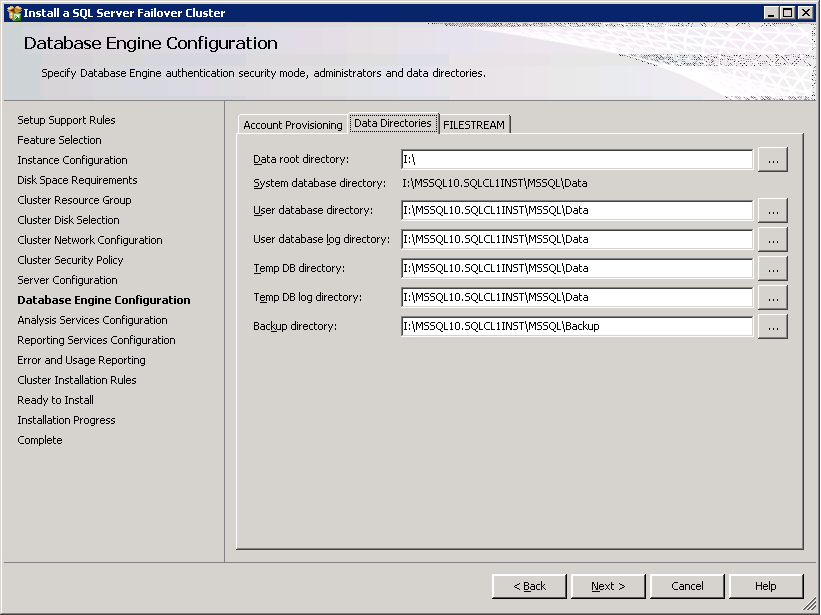 Install a SQL Server Failover Cluster
Database Engine Configuration
Specify Database Engine authentication security mode, administrators and data directories.
Setup Support Rules
Feature Selection
Instance Configuration
Disk Space Requirements
Cluster Resource Group
Cluster Disk Selection
Cluster Network Configuration
Cluster Security Policy
Server Configuration
Database Engine Configuration
Analysis Services Configuration
Reporting Services Configuration
Error and Usage Reporting
Cluster Installation Rules
Ready to Install
Installation Progress
Complete
Account Provisioning Data Directories FILESTREAM
Data root directory: I:\ ...
System database directory: I:\MSSQL10.SQLCL1INST\MSSQL\Data
User database directory: I:\MSSQL10.SQLCL1INST\MSSQL\Data ...
User database log directory: I:\MSSQL10.SQLCL1INST\MSSQL\Data ...
Temp DB directory: I:\MSSQL10.SQLCL1INST\MSSQL\Data ...
Temp DB log directory: I:\MSSQL10.SQLCL1INST\MSSQL\Data ...
Backup directory: I:\MSSQL10.SQLCL1INST\MSSQL\Backup ...
< Back Next > Cancel Help